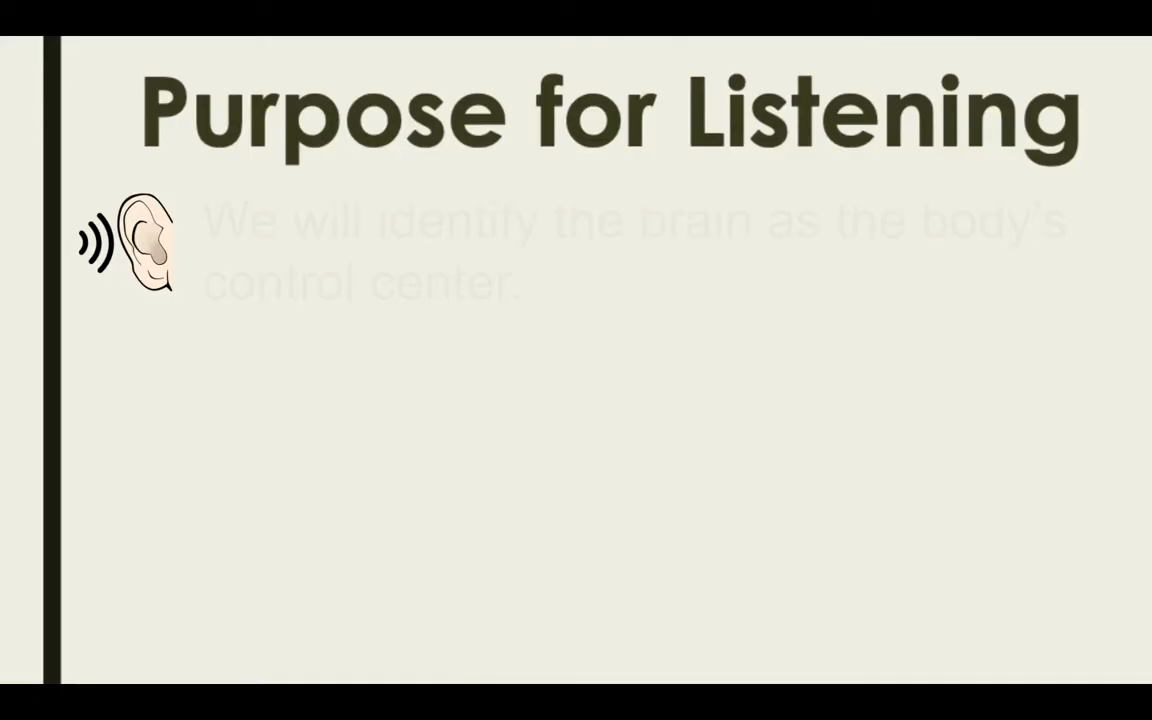 Purpose for Listening
We will identify the brain as the body's
control center.